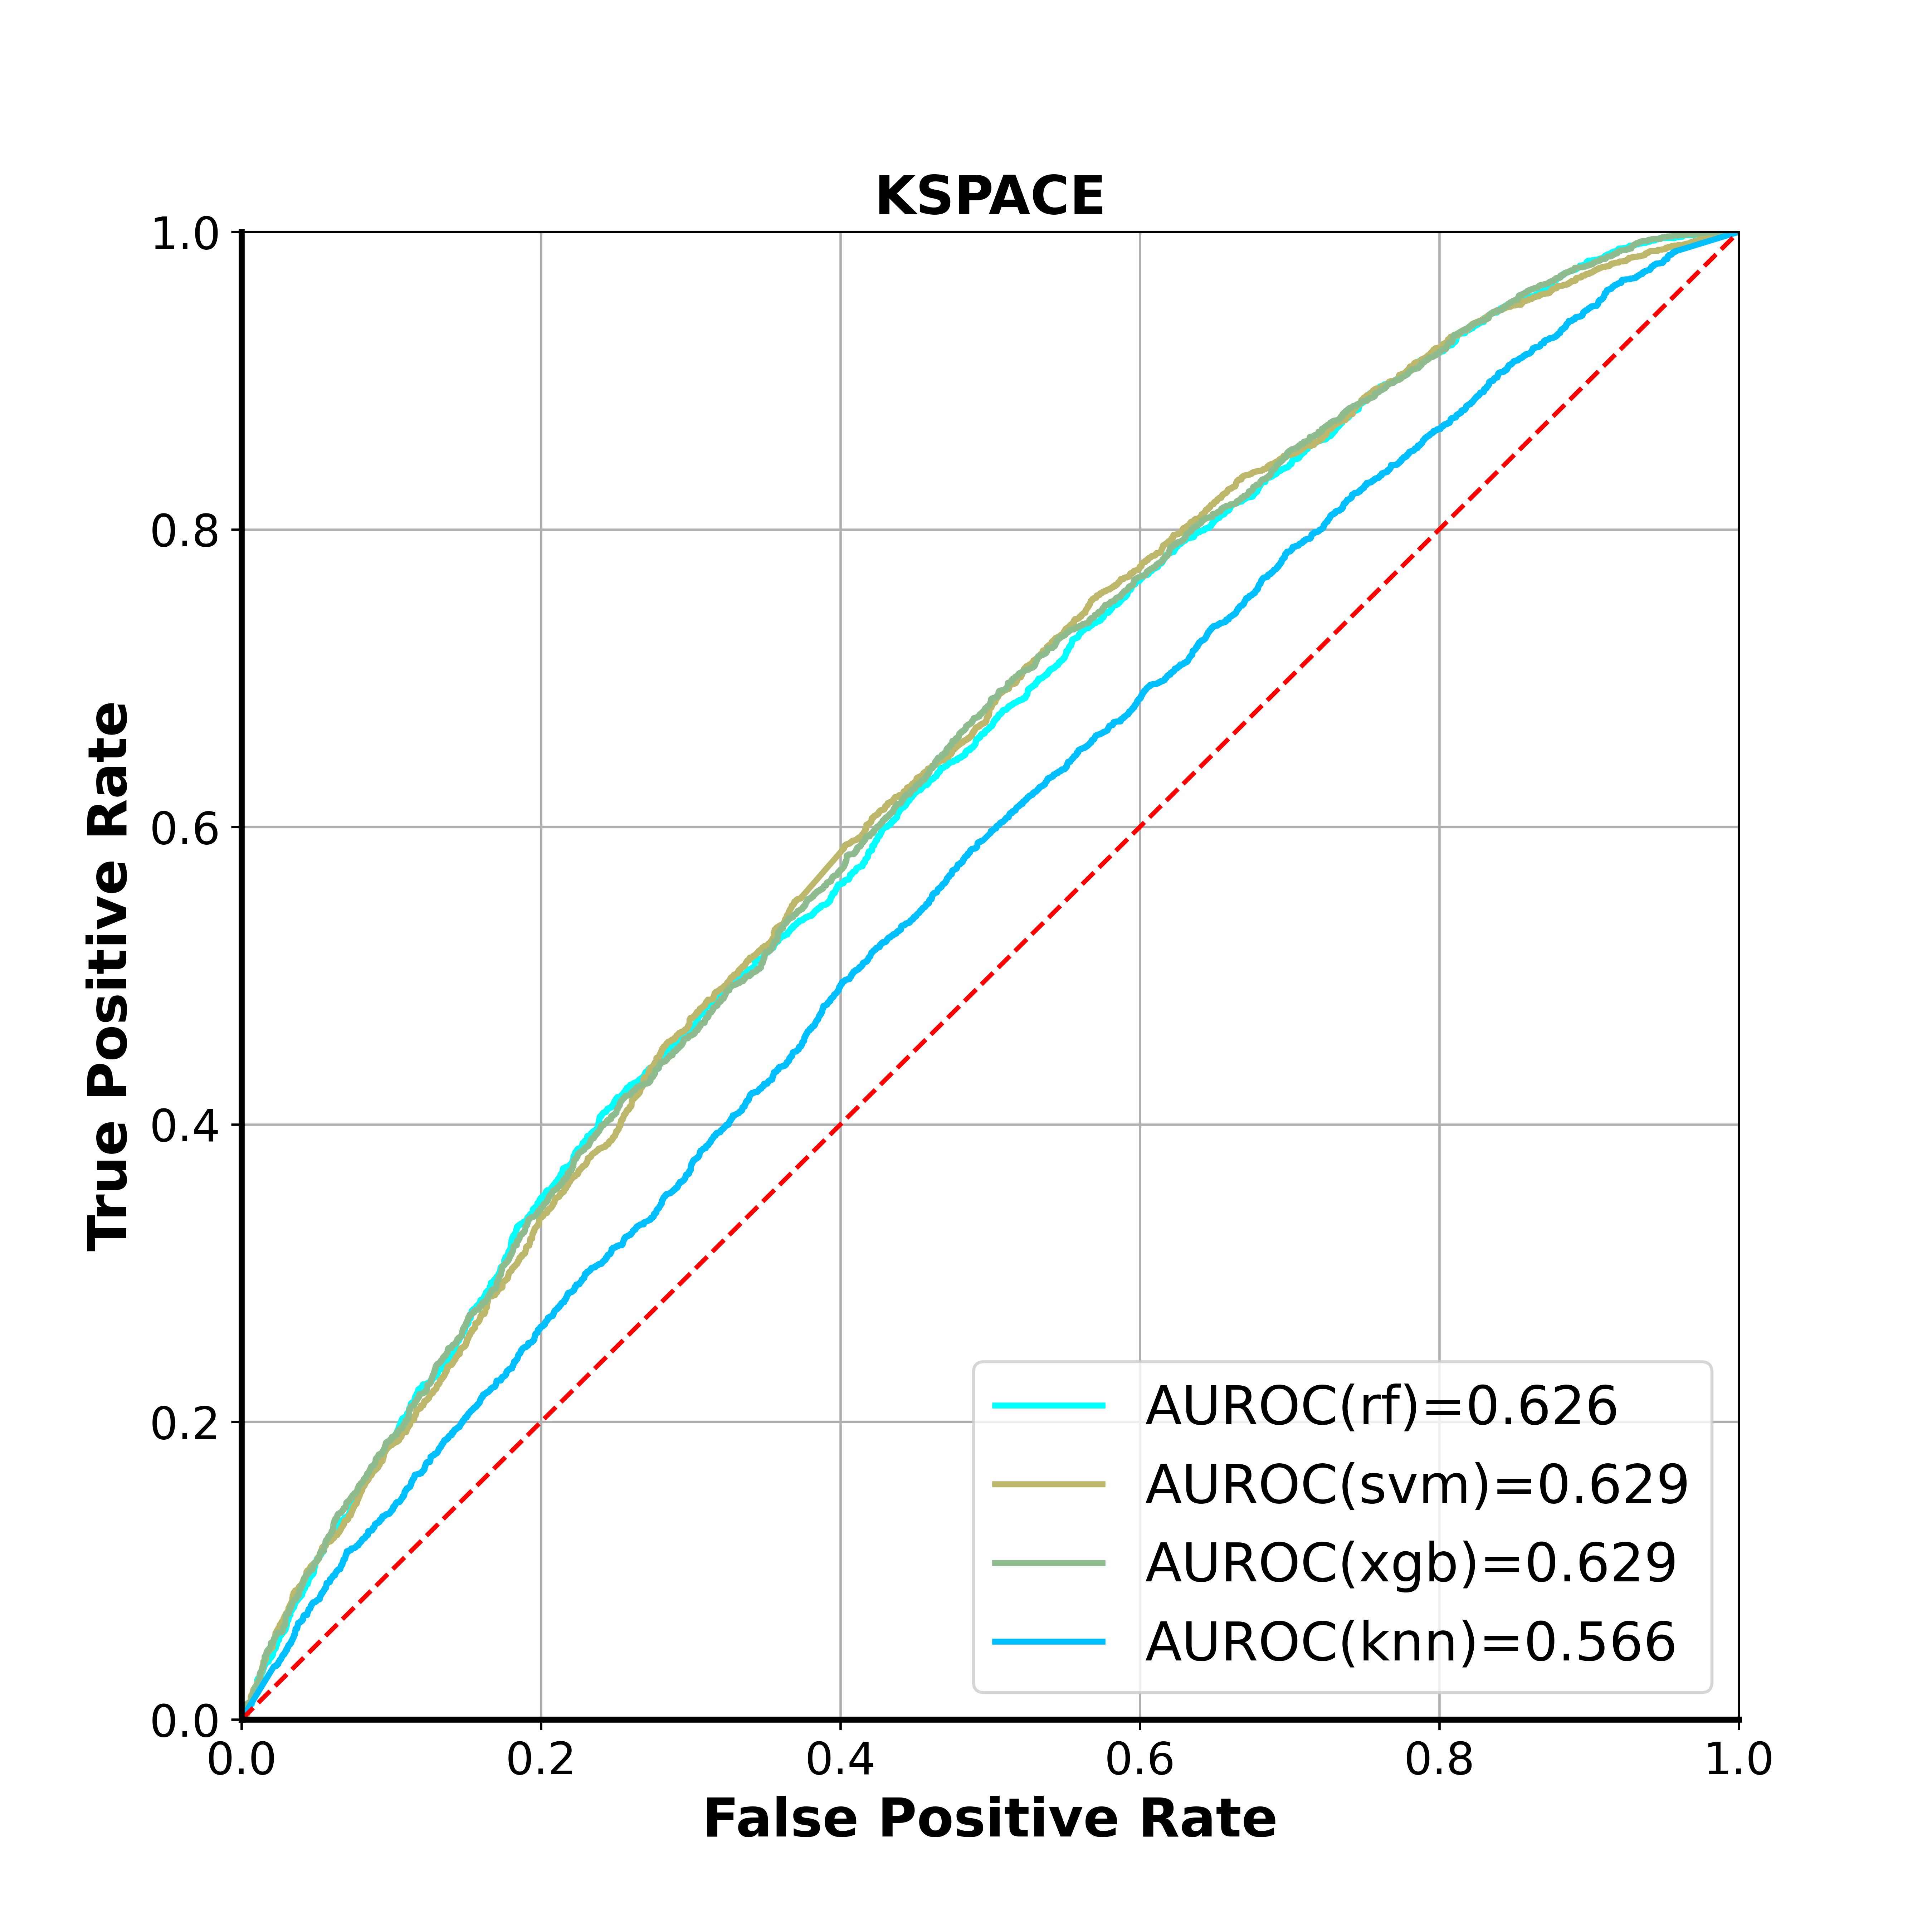 KSPACE
1.0
0.8
0.6
0.4
0.2
0.0
True Positive Rate
AUROC(rf)=0.626
AUROC(svm)=0.629
AUROC(xgb)=0.629
AUROC(knn)=0.566
0.0 0.2 0.4 0.6 0.8 1.0
False Positive Rate